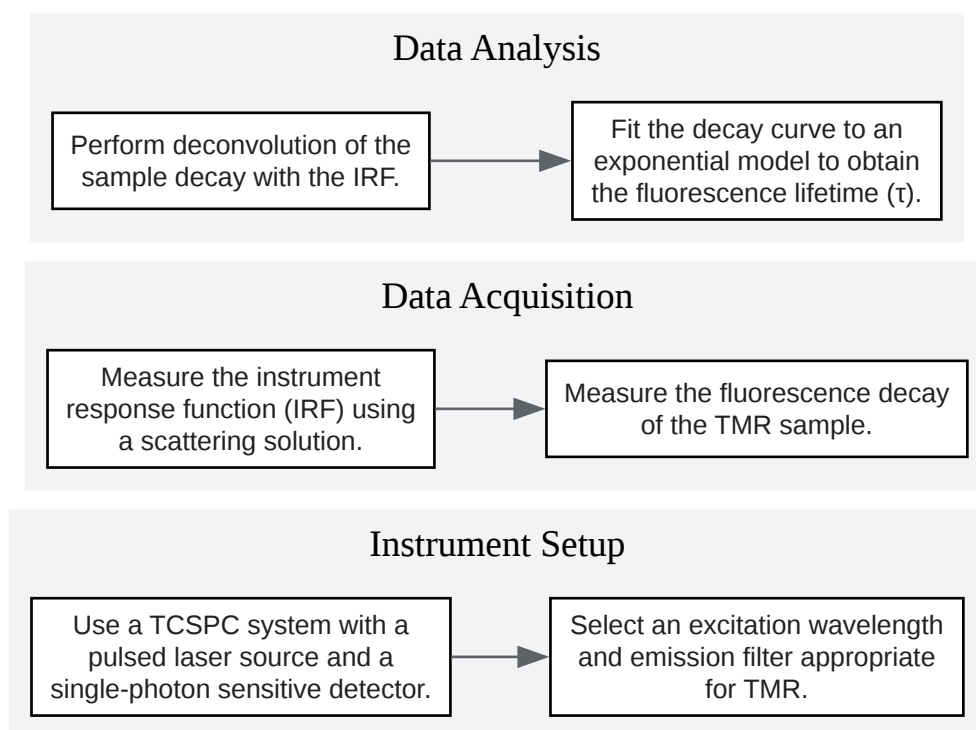 Data Analysis
Perform deconvolution of the
sample decay with the IRF.
Fit the decay curve to an
exponential model to obtain
the fluorescence lifetime (τ).
Data Acquisition
Measure the instrument
response function (IRF) using
a scattering solution.
Measure the fluorescence decay
of the TMR sample.
Instrument Setup
Use a TCSPC system with a
pulsed laser source and a
single-photon sensitive detector.
Select an excitation wavelength
and emission filter appropriate
for TMR.